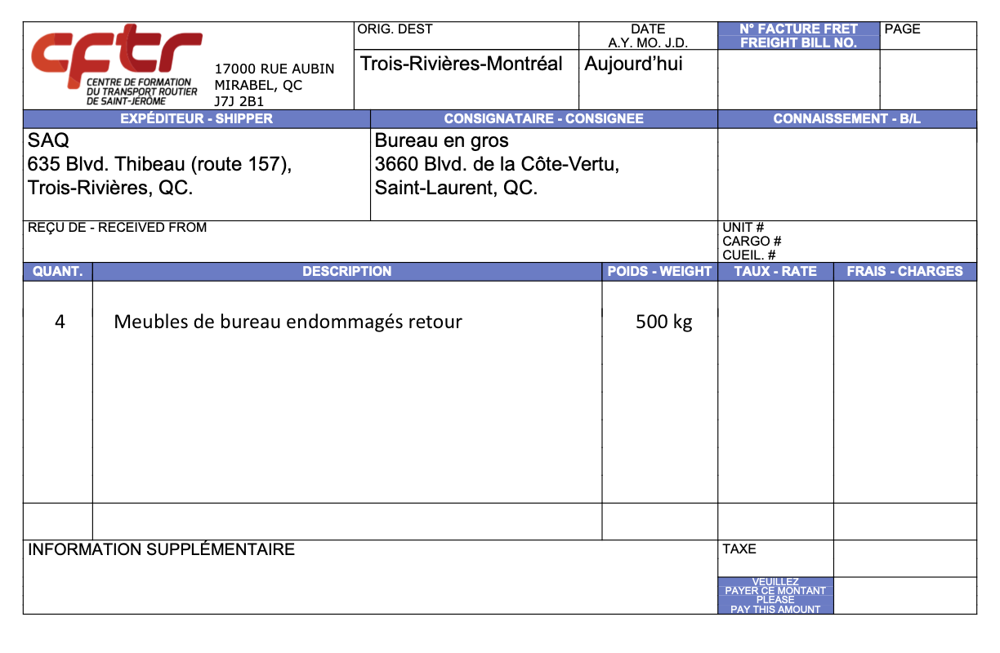 cftr
CENTRE DE FORMATION
DU TRANSPORT ROUTIER
DE SAINT-JÉRÔME
17000 RUE AUBIN
MIRABEL, QC
J7J 2B1
ORIG. DEST
Trois-Rivières-Montréal
DATE
A.Y. MO. J.D.
Aujourd’hui
N° FACTURE FRET
FREIGHT BILL NO.
PAGE
EXPÉDITEUR - SHIPPER
SAQ
635 Blvd. Thibeau (route 157),
Trois-Rivières, QC.
CONSIGNATAIRE - CONSIGNEE
Bureau en gros
3660 Blvd. de la Côte-Vertu,
Saint-Laurent, QC.
CONNAISSEMENT - B/L
REÇU DE - RECEIVED FROM
UNIT #
CARGO #
CUEIL. #
QUANT. DESCRIPTION POIDS - WEIGHT TAUX - RATE FRAIS - CHARGES
4 Meubles de bureau endommagés retour 500 kg
INFORMATION SUPPLÉMENTAIRE
TAXE
VEUILLEZ
PAYER CE MONTANT
PLEASE
PAY THIS AMOUNT